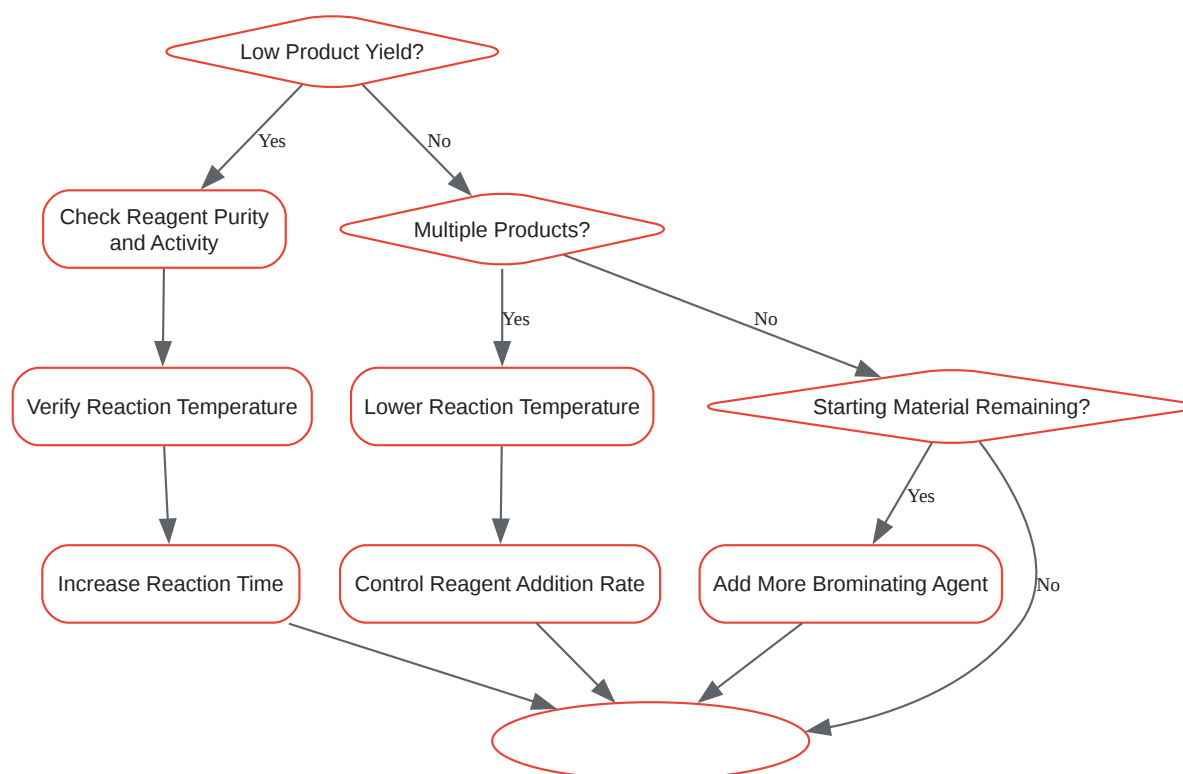 Low Product Yield?
Yes
No
Check Reagent Purity
and Activity
Multiple Products?
Yes
No
Verify Reaction Temperature
Lower Reaction Temperature
Starting Material Remaining?
Yes
No
Increase Reaction Time
Control Reagent Addition Rate
Add More Brominating Agent